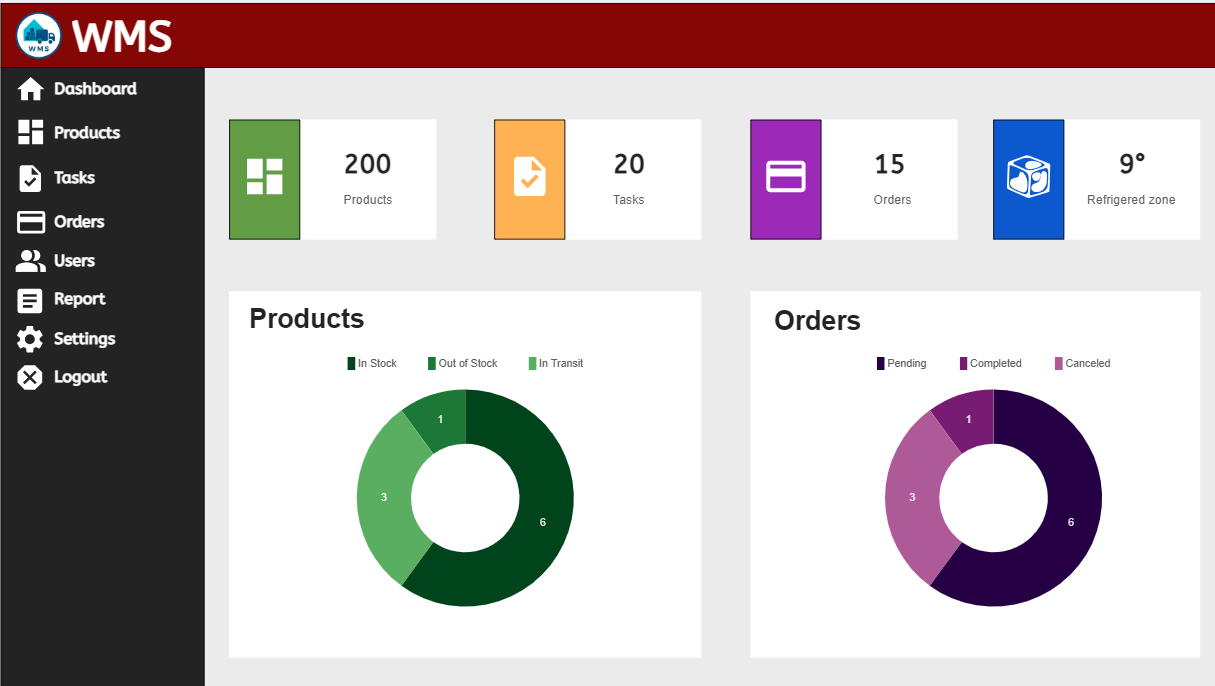 WMS
WMS
Dashboard
Products
Tasks
Orders
Users
Report
Settings
Logout
200
Products
20
Tasks
15
Orders
9°
Refrigered zone
Products
In Stock Out of Stock In Transit
1
3
6
Orders
Pending Completed Canceled
1
3
6